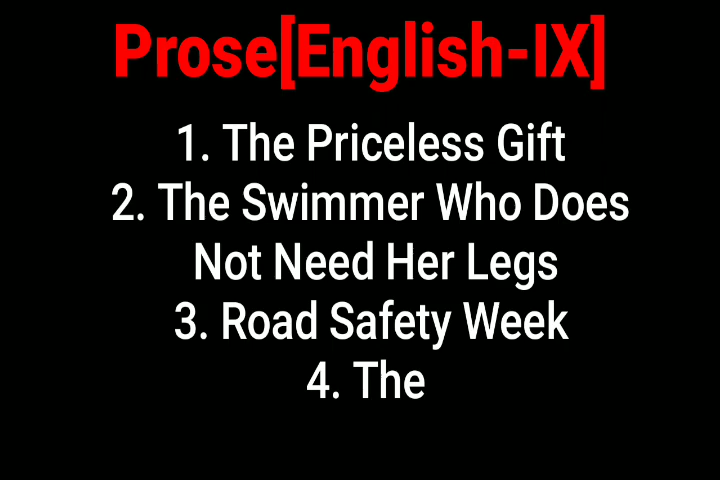 Prose[English-IX]
1. The Priceless Gift
2. The Swimmer Who Does
Not Need Her Legs
3. Road Safety Week
4. The